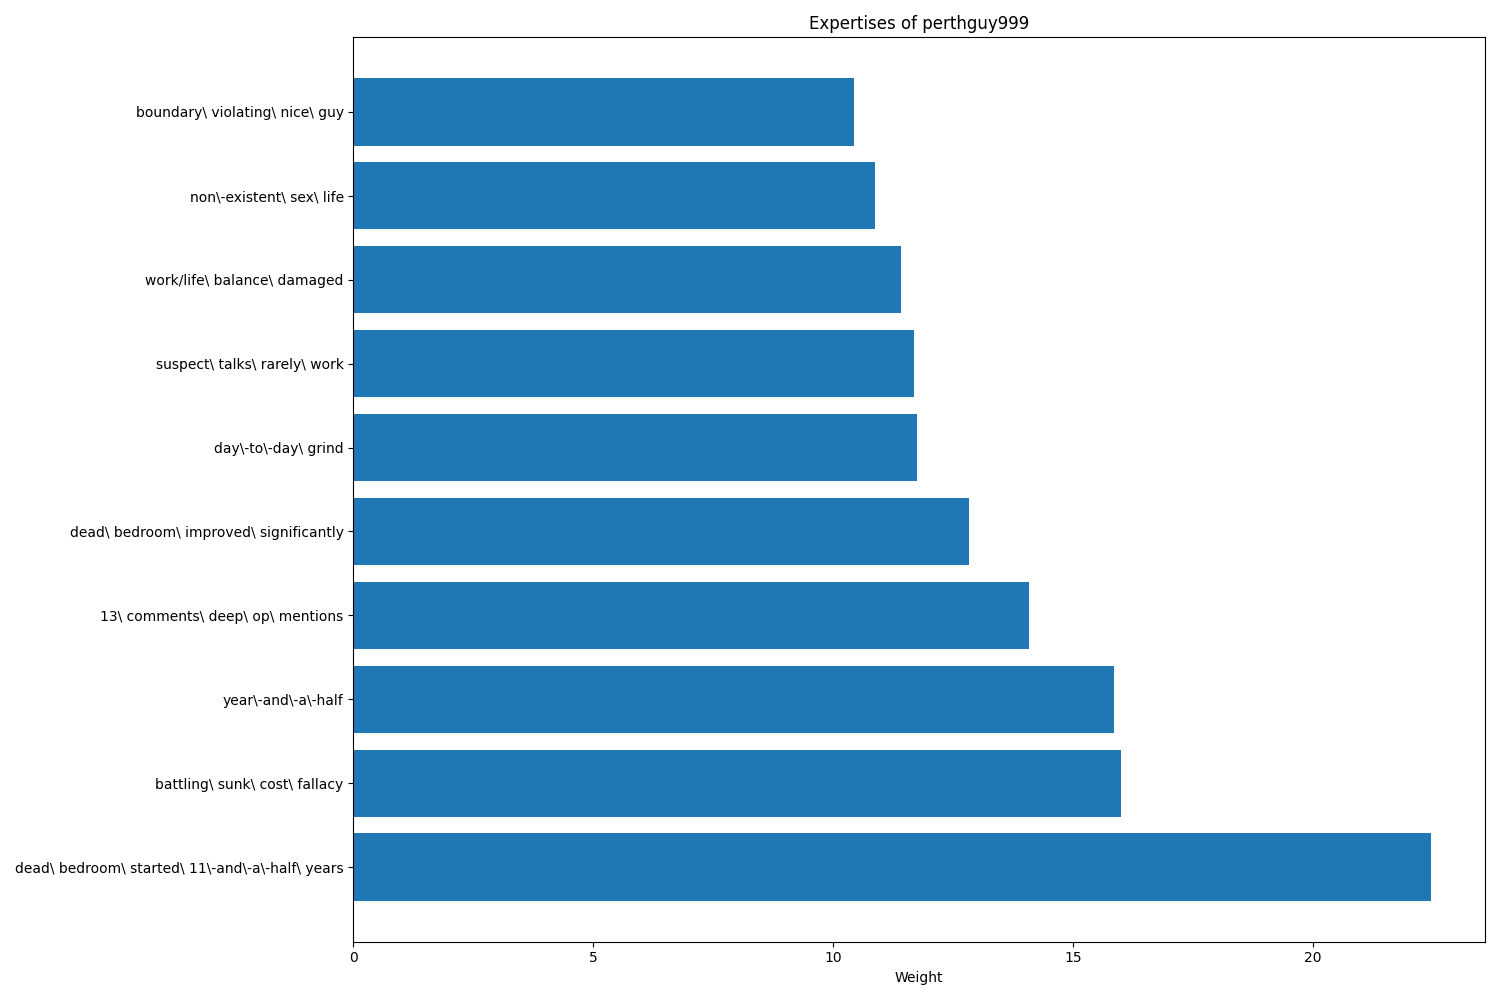 Expertises of perthguy999
boundary\ violating\ nice\ guy
non\-existent\ sex\ life
work/life\ balance\ damaged
suspect\ talks\ rarely\ work
day\-to\-day\ grind
dead\ bedroom\ improved\ significantly
13\ comments\ deep\ op\ mentions
year\-and\-a\-half
battling\ sunk\ cost\ fallacy
dead\ bedroom\ started\ 11\-and\-a\-half\ years
0 5 10 15 20
Weight